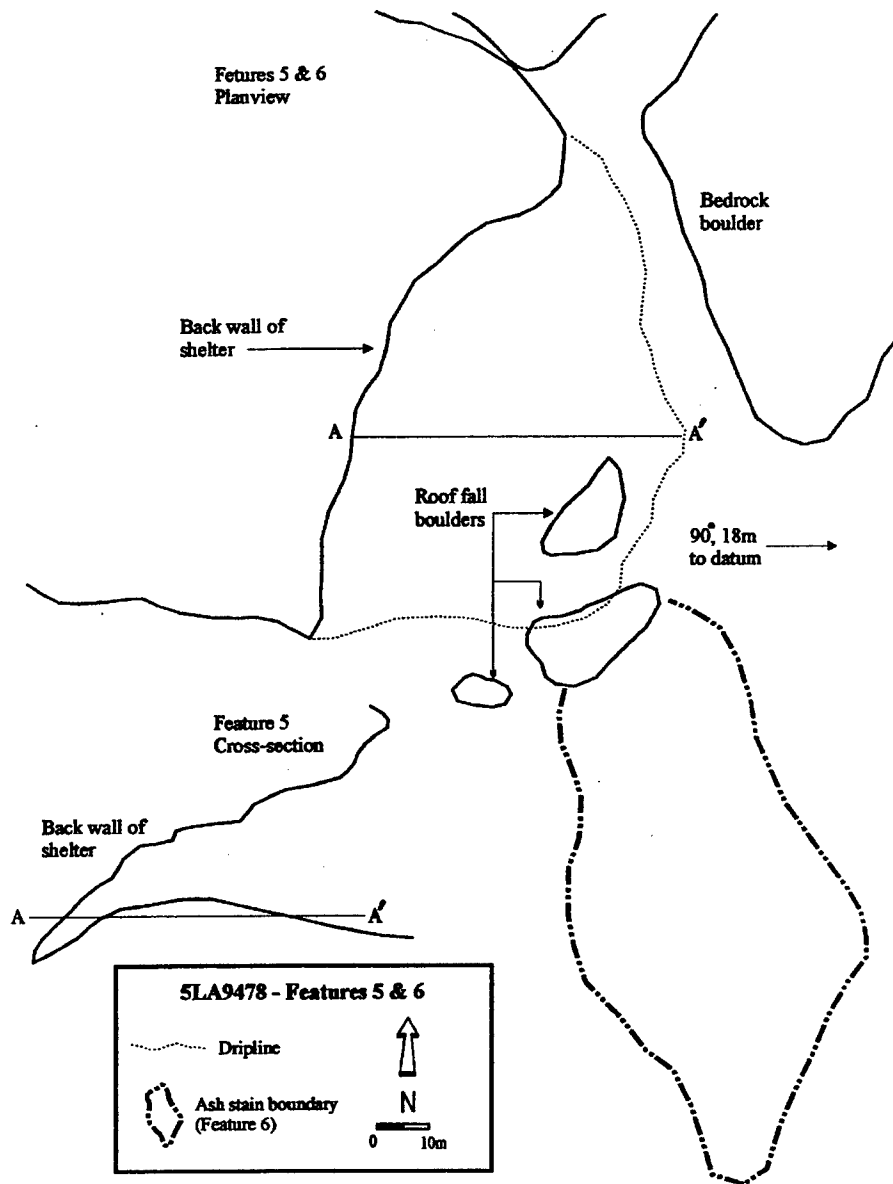 Fetures 5 & 6
Planview
Bedrock
boulder
Back wall of
shelter
A
A'
Roof fall
boulders
90°, 18m
to datum
Feature 5
Cross-section
Back wall of
shelter
A
A'
5LA9478 - Features 5 & 6
Dripline
Ash stain boundary
(Feature 6)
N
0 10m